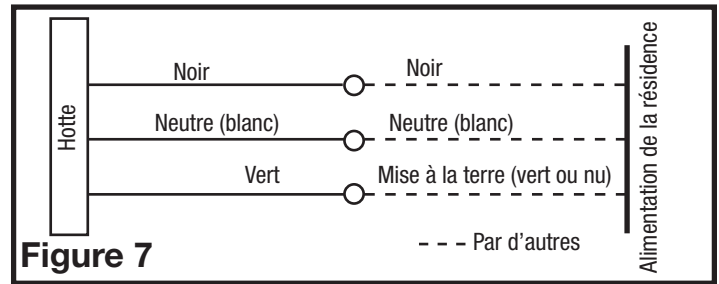 Hotte
Noir
Noir
Neutre (blanc)
Neutre (blanc)
Vert
Mise à la terre (vert ou nu)
Alimentation de la résidence
Par d'autres
Figure 7